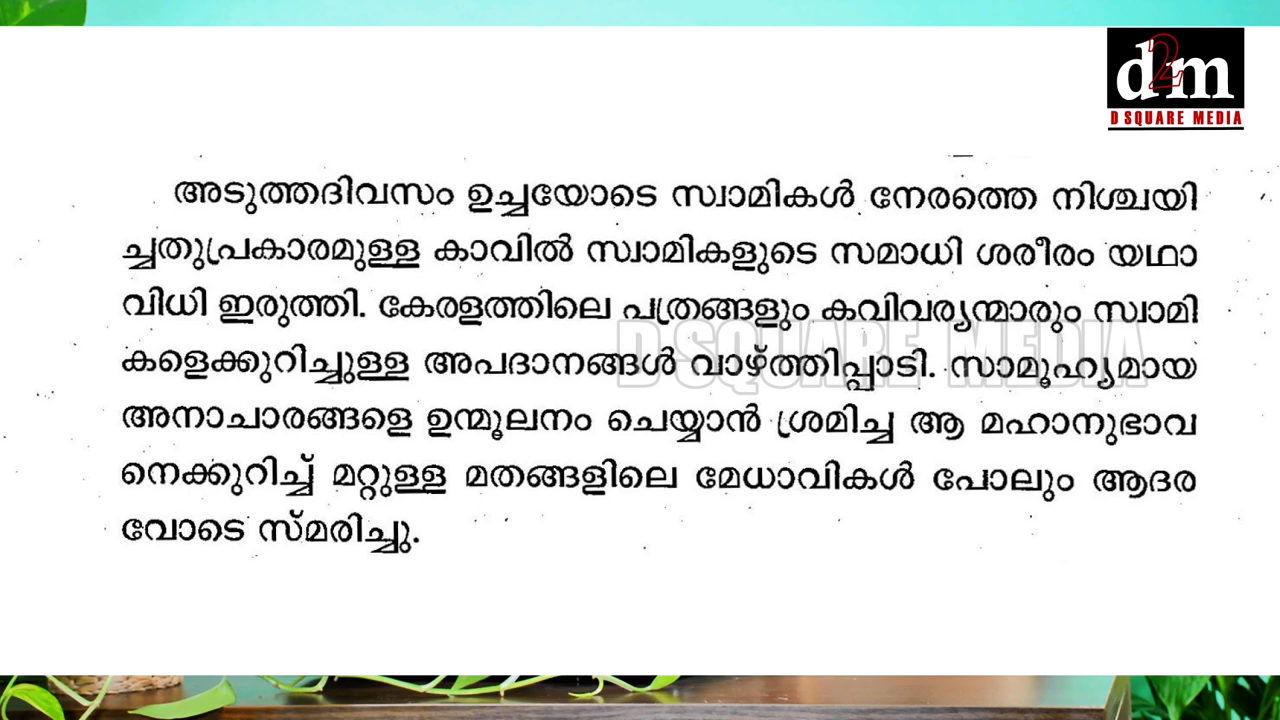 d2m
D SQUARE MEDIA
അടുത്തദിവസം ഉച്ചയോടെ സ്വാമികൾ നേരത്തെ നിശ്ചയി
ച്ചതുപ്രകാരമുള്ള കാവിൽ സ്വാമികളുടെ സമാധി ശരീരം യഥാ
വിധി ഇരുത്തി. കേരളത്തിലെ പത്രങ്ങളും കവിവര്യന്മാരും സ്വാമി
കളെക്കുറിച്ചുള്ള അപദാനങ്ങൾ വാഴ്ത്തിപ്പാടി. സാമൂഹ്യമായ
D SQUARE MEDIA
അനാചാരങ്ങളെ ഉന്മൂലനം ചെയ്യാൻ ശ്രമിച്ച ആ മഹാനുഭാവ
നെക്കുറിച്ച് മറ്റുള്ള മതങ്ങളിലെ മേധാവികൾ പോലും ആദര
വോടെ സ്മരിച്ചു.